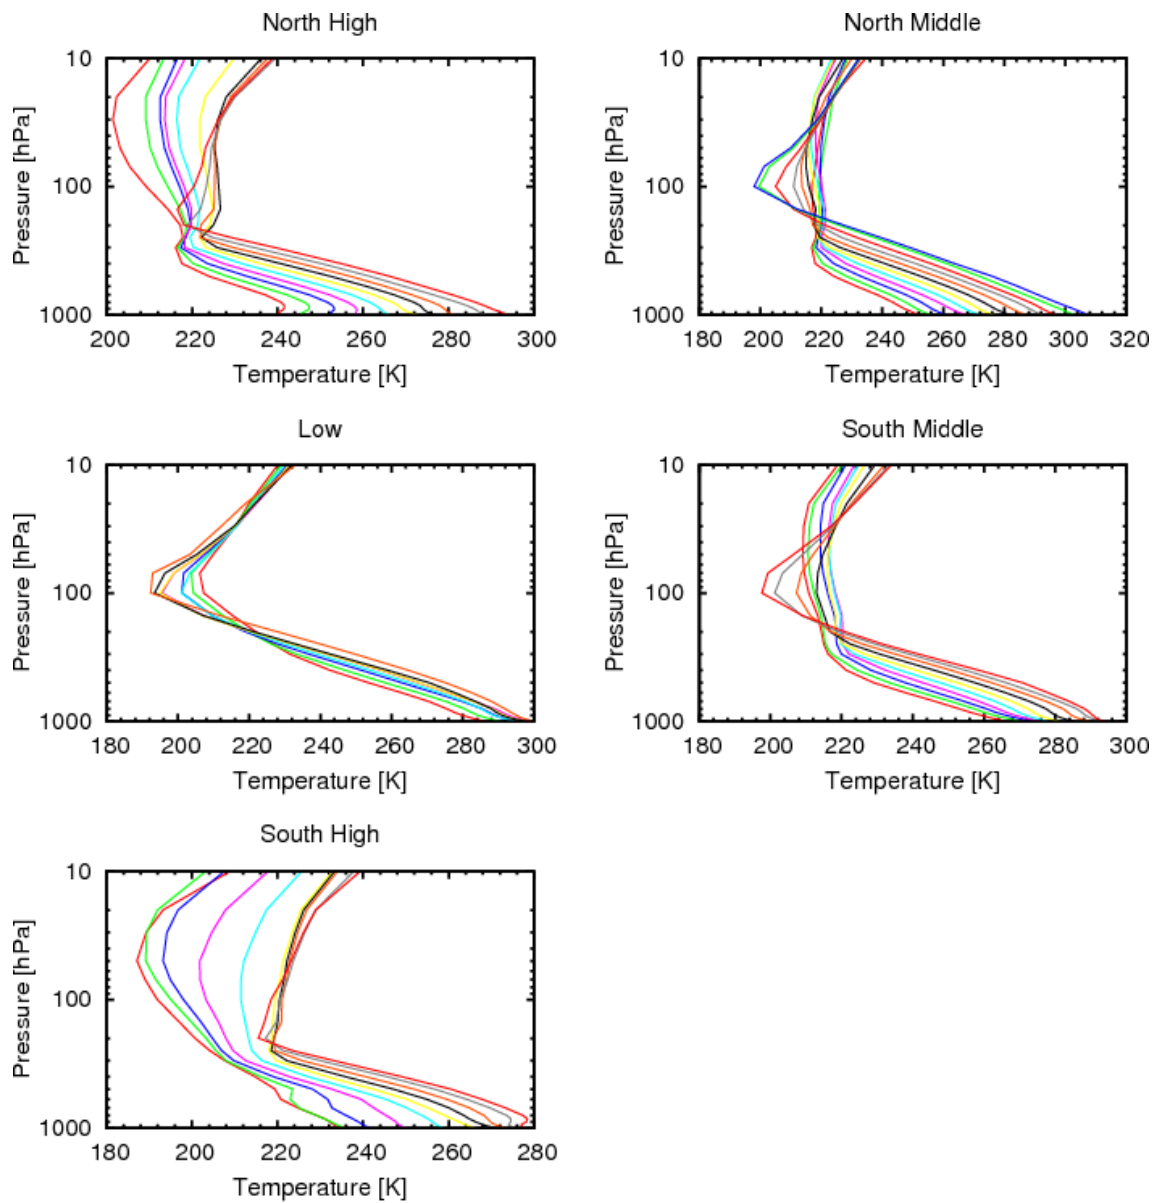 North High
North Middle
10
100
1000
Pressure [hPa]
200 220 240 260 280 300
Temperature [K]
10
100
1000
Pressure [hPa]
180 200 220 240 260 280 300 320
Temperature [K]
Low
South Middle
10
100
1000
Pressure [hPa]
180 200 220 240 260 280 300
Temperature [K]
10
100
1000
Pressure [hPa]
180 200 220 240 260 280 300
Temperature [K]
South High
10
100
1000
Pressure [hPa]
180 200 220 240 260 280
Temperature [K]